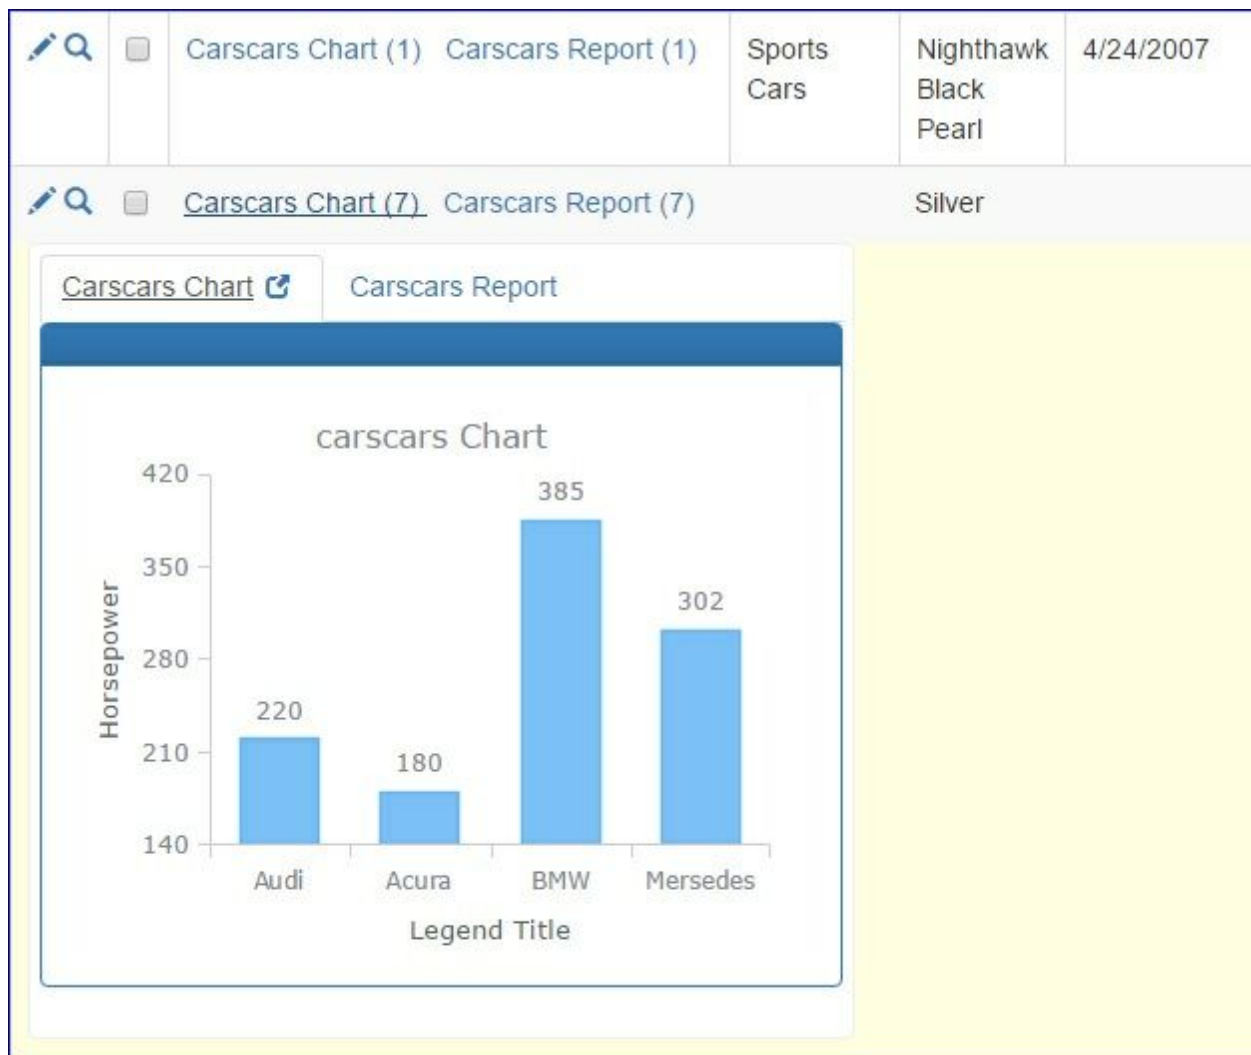 Carscars Chart (1) Carscars Report (1) Sports Cars Nighthawk Black Pearl 4/24/2007
Carscars Chart (7) Carscars Report (7) Silver
Carscars Chart Carscars Report
carscars Chart
420
350
280
210
140
Horsepower
220
180
385
302
Audi Acura BMW Mersedes
Legend Title